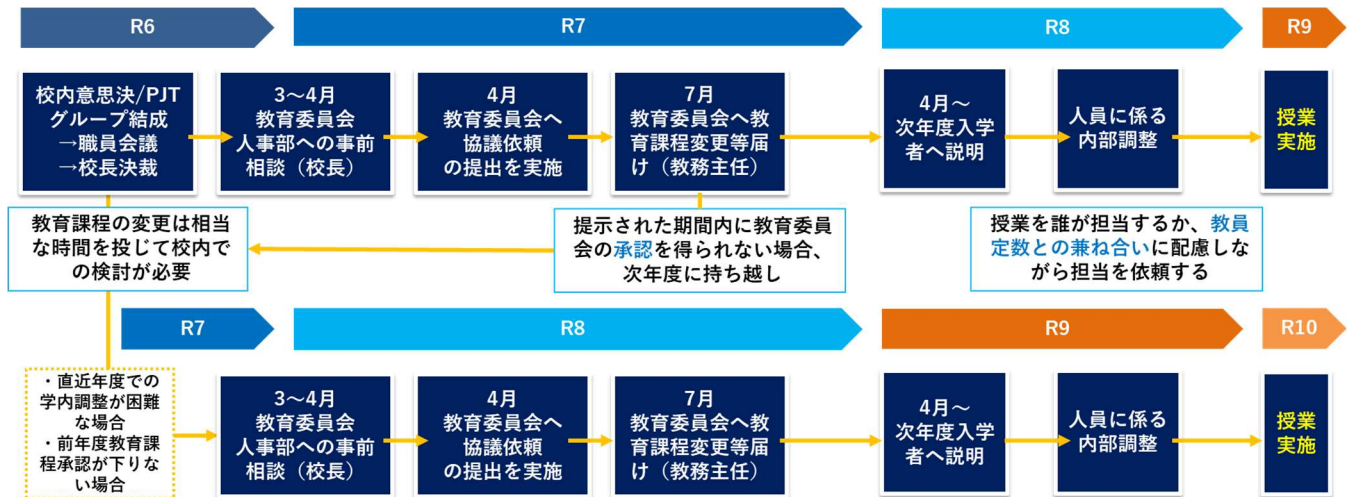 R6
R7
R8
R9
校内意思決/PJT
グループ結成
→職員会議
→校長決裁
3～4月
教育委員会
人事部への事前
相談（校長）
4月
教育委員会へ
協議依頼
の提出を実施
7月
教育委員会へ教
育課程変更等届
け（教務主任）
4月～
次年度入学
者へ説明
人員に係る
内部調整
授業
実施
教育課程の変更は相当
な時間を投じて校内で
の検討が必要
提示された期間内に教育委員
会の承認を得られない場合、
次年度に持ち越し
授業を誰が担当するか、教員
定数との兼ね合いに配慮しな
がら担当を依頼する
R7
R8
R9
R10
・直近年度での
学内調整が困難
な場合
・前年度教育課
程承認が下りな
い場合
3～4月
教育委員会
人事部への事前
相談（校長）
4月
教育委員会へ
協議依頼
の提出を実施
7月
教育委員会へ教
育課程変更等届
け（教務主任）
4月～
次年度入学
者へ説明
人員に係る
内部調整
授業
実施